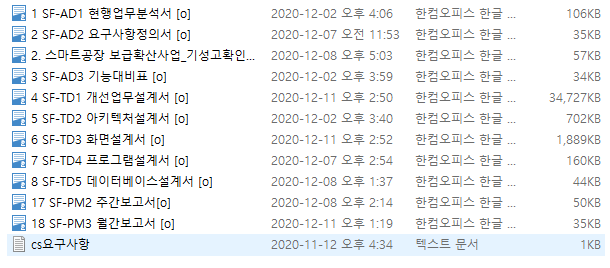 1 SF-AD1 현행업무분석서 [o] 2020-12-02 오후 4:06 한컴오피스 한글 ... 106KB
2 SF-AD2 요구사항정의서 [o] 2020-12-07 오전 11:53 한컴오피스 한글 ... 35KB
2. 스마트공장 보급확산사업_기성고확인... 2020-12-08 오후 5:03 한컴오피스 한글 ... 57KB
3 SF-AD3 기능대비표 [o] 2020-12-02 오후 3:59 한컴오피스 한글 ... 34KB
4 SF-TD1 개선업무설계서 [o] 2020-12-11 오후 2:50 한컴오피스 한글 ... 34,727KB
5 SF-TD2 아키텍처설계서 [o] 2020-12-02 오후 3:40 한컴오피스 한글 ... 702KB
6 SF-TD3 화면설계서 [o] 2020-12-11 오후 2:52 한컴오피스 한글 ... 1,889KB
7 SF-TD4 프로그램설계서 [o] 2020-12-07 오후 2:54 한컴오피스 한글 ... 160KB
8 SF-TD5 데이터베이스설계서 [o] 2020-12-08 오후 1:37 한컴오피스 한글 ... 44KB
17 SF-PM2 주간보고서[o] 2020-12-08 오후 2:14 한컴오피스 한글 ... 50KB
18 SF-PM3 월간보고서 [o] 2020-12-11 오후 1:19 한컴오피스 한글 ... 35KB
cs요구사항 2020-11-12 오후 4:34 텍스트 문서 1KB